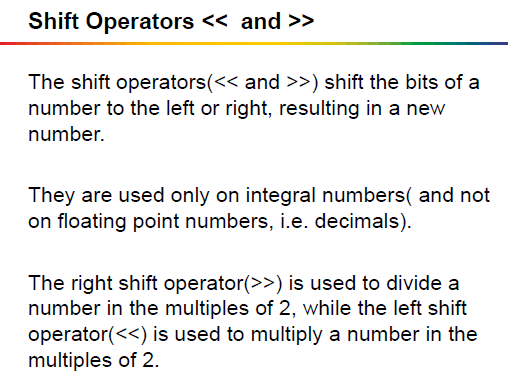 Shift Operators << and >>
The shift operators(<< and >>) shift the bits of a
number to the left or right, resulting in a new
number.
They are used only on integral numbers( and not
on floating point numbers, i.e. decimals).
The right shift operator(>>) is used to divide a
number in the multiples of 2, while the left shift
operator(<<) is used to multiply a number in the
multiples of 2.